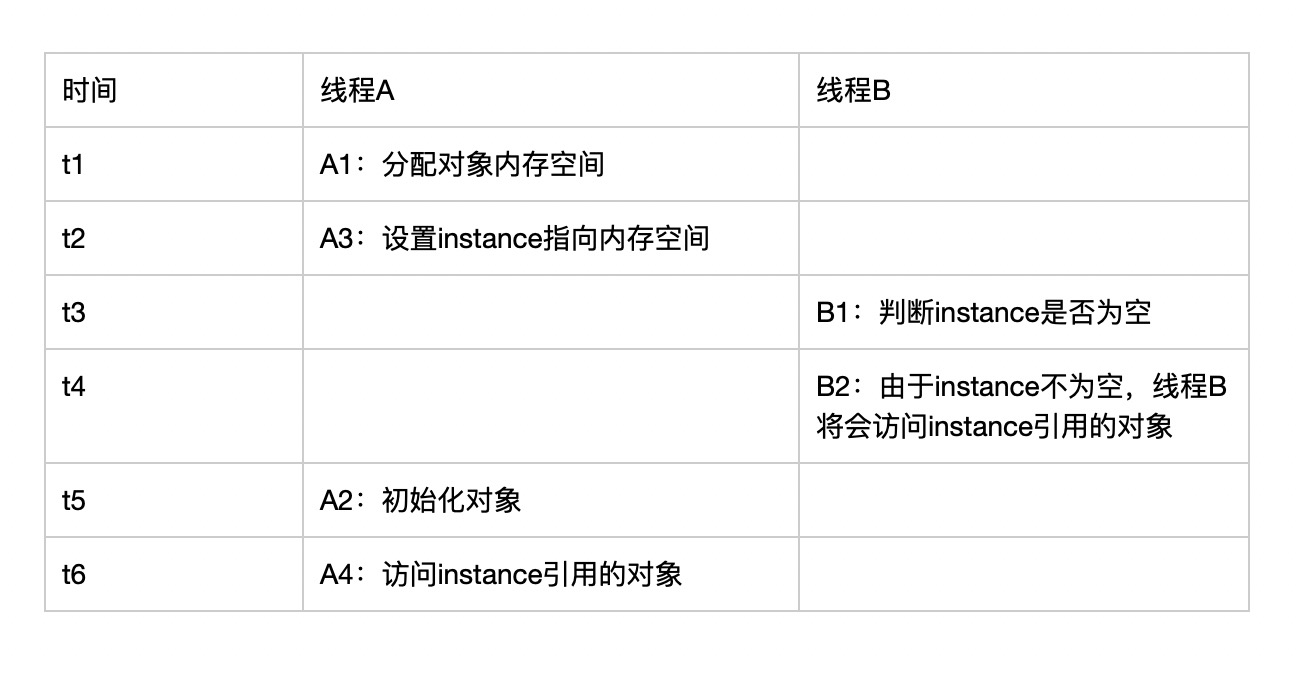 时间 线程A 线程B
t1 A1：分配对象内存空间
t2 A3：设置instance指向内存空间
t3 B1：判断instance是否为空
t4 B2：由于instance不为空，线程B
将会访问instance引用的对象
t5 A2：初始化对象
t6 A4：访问instance引用的对象